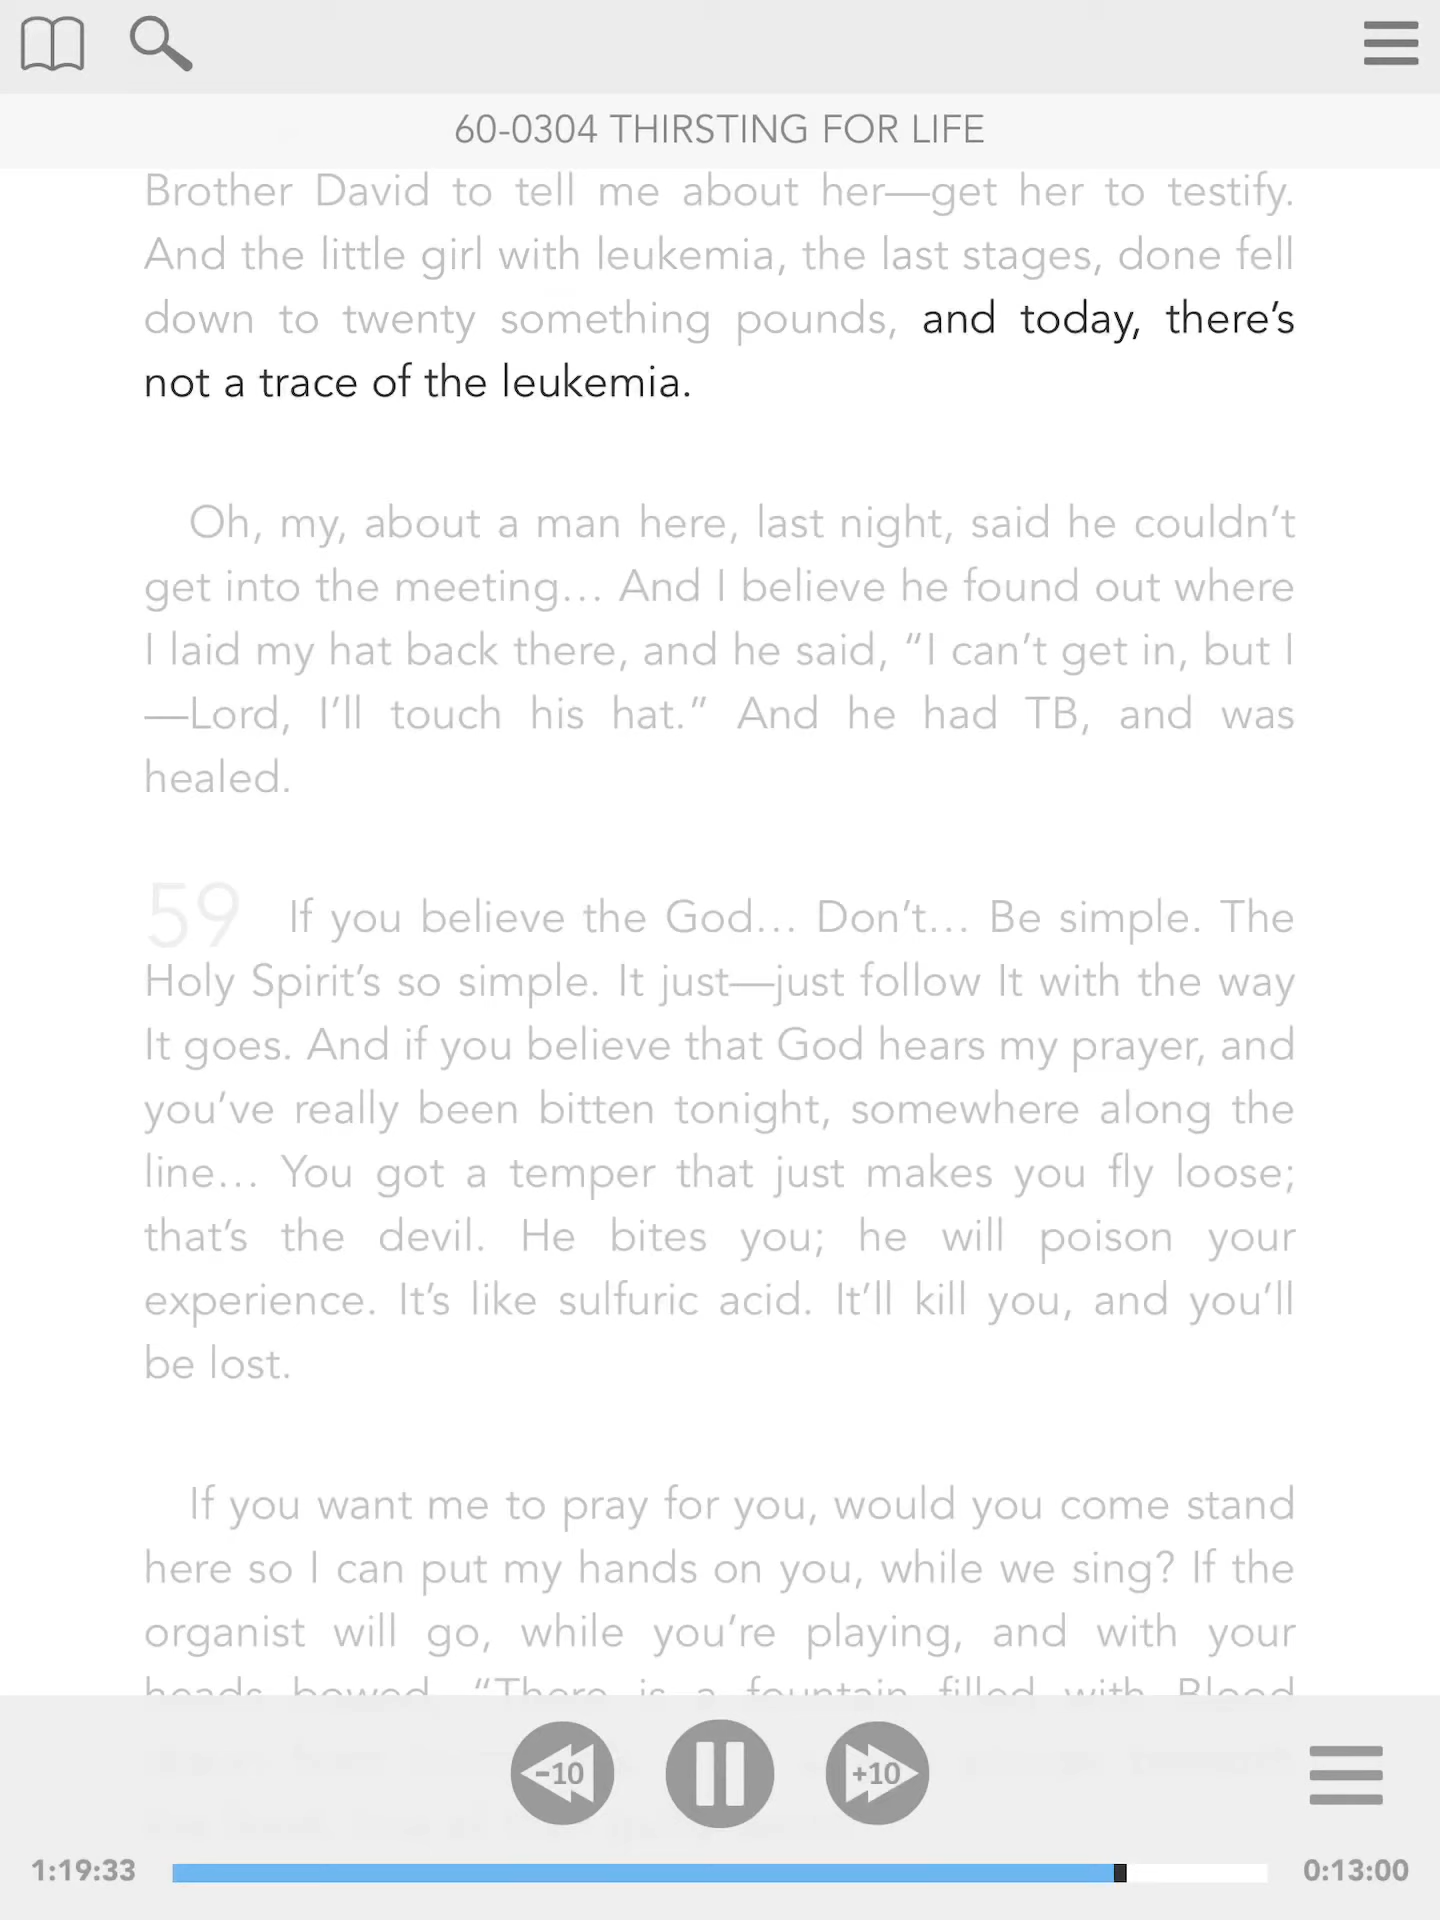 60-0304 THIRSTING FOR LIFE
Brother David to tell me about her—get her to testify.
And the little girl with leukemia, the last stages, done fell
down to twenty something pounds, and today, there’s
not a trace of the leukemia.
Oh, my, about a man here, last night, said he couldn’t
get into the meeting… And I believe he found out where
I laid my hat back there, and he said, “I can’t get in, but I
—Lord, I’ll touch his hat.” And he had TB, and was
healed.
59 If you believe the God… Don’t… Be simple. The
Holy Spirit’s so simple. It just—just follow It with the way
It goes. And if you believe that God hears my prayer, and
you’ve really been bitten tonight, somewhere along the
line… You got a temper that just makes you fly loose;
that’s the devil. He bites you; he will poison your
experience. It’s like sulfuric acid. It’ll kill you, and you’ll
be lost.
If you want me to pray for you, would you come stand
here so I can put my hands on you, while we sing? If the
organist will go, while you’re playing, and with your
heads bowed, “There is a fountain filled with Blood
-10 +10
1:19:33 0:13:00